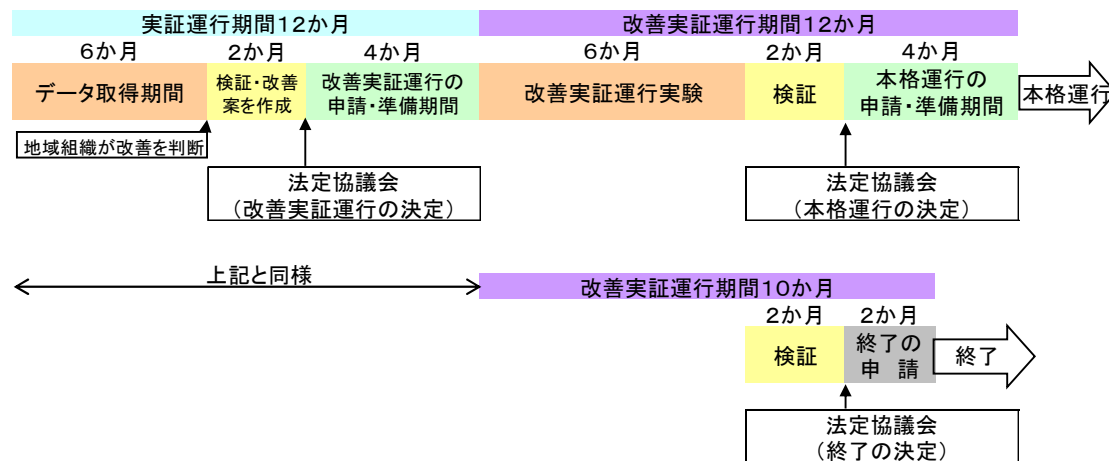 実証運行期間12か月
改善実証運行期間12か月
6か月
2か月
4か月
6か月
2か月
4か月
データ取得期間
検証・改善
案を作成
改善実証運行の
申請・準備期間
改善実証運行実験
検証
本格運行の
申請・準備期間
本格運行
地域組織が改善を判断
法定協議会
(改善実証運行の決定)
法定協議会
(本格運行の決定)
上記と同様
改善実証運行期間10か月
2か月
2か月
検証
終了の
申 請
終了
法定協議会
(終了の決定)